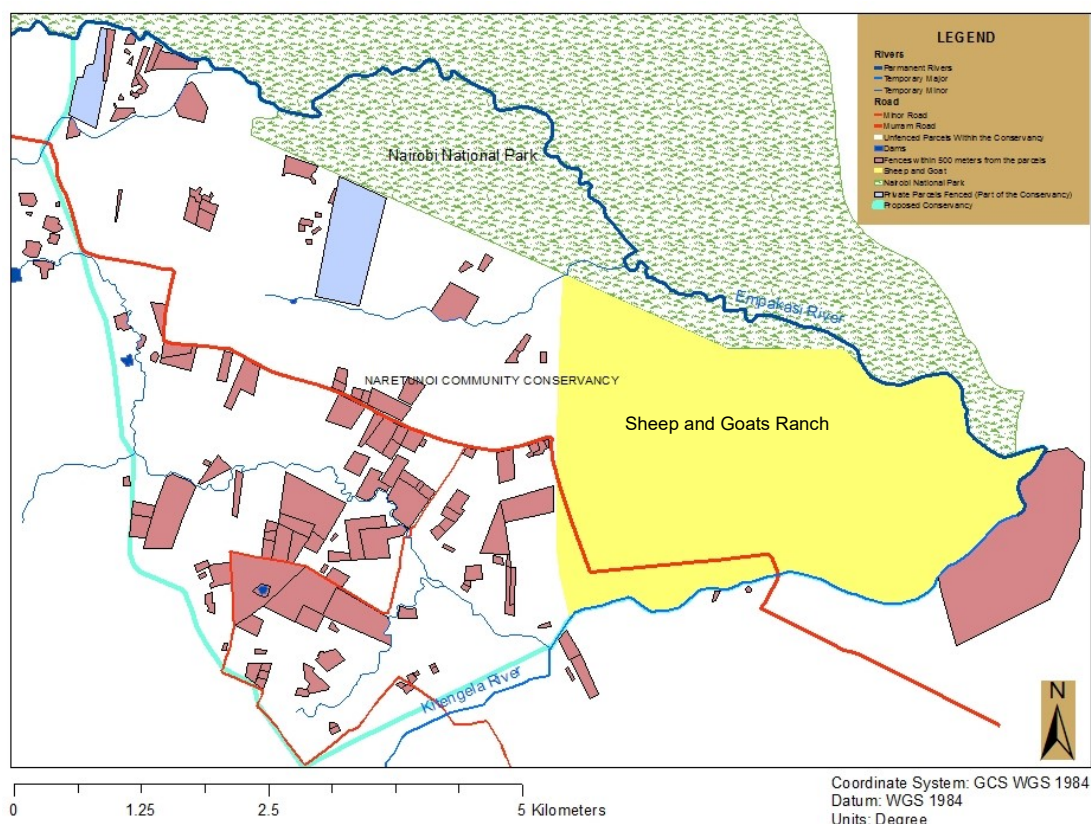 LEGEND
Rivers
Permanent Rivers
Temporary Major
Temporary Minor
Road
Minor Road
Murram Road
Unfenced Parcels Within the Conservancy
Dams
Fences within 500 meters from the parcels
Sheep and Goat
Nairobi National Park
Private Parcels Fenced (Part of the Conservancy)
Proposed Conservancy
Nairobi National Park
Empakasi River
NARETUNOI COMMUNITY CONSERVANCY
Sheep and Goats Ranch
Kitengela River
N
0 1.25 2.5 5 Kilometers
Coordinate System: GCS WGS 1984
Datum: WGS 1984
Units: Degree